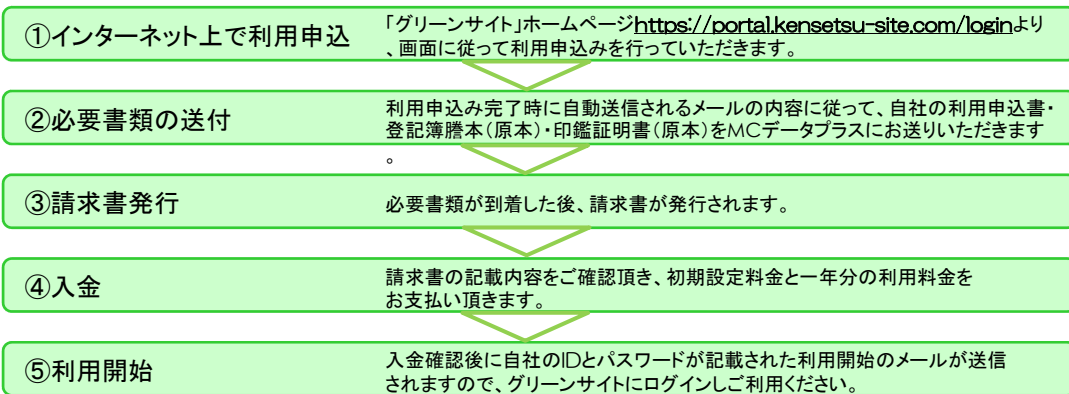 ①インターネット上で利用申込
「グリーンサイト」ホームページhttps://portal.kensetsu-site.com/loginより
、画面に従って利用申込みを行っていただきます。
②必要書類の送付
利用申込み完了時に自動送信されるメールの内容に従って、自社の利用申込書・
登記簿謄本(原本)・印鑑証明書(原本)をMCデータプラスにお送りいただきます
。
③請求書発行
必要書類が到着した後、請求書が発行されます。
④入金
請求書の記載内容をご確認頂き、初期設定料金と一年分の利用料金を
お支払い頂きます。
⑤利用開始
入金確認後に自社のIDとパスワードが記載された利用開始のメールが送信
されますので、グリーンサイトにログインしご利用ください。